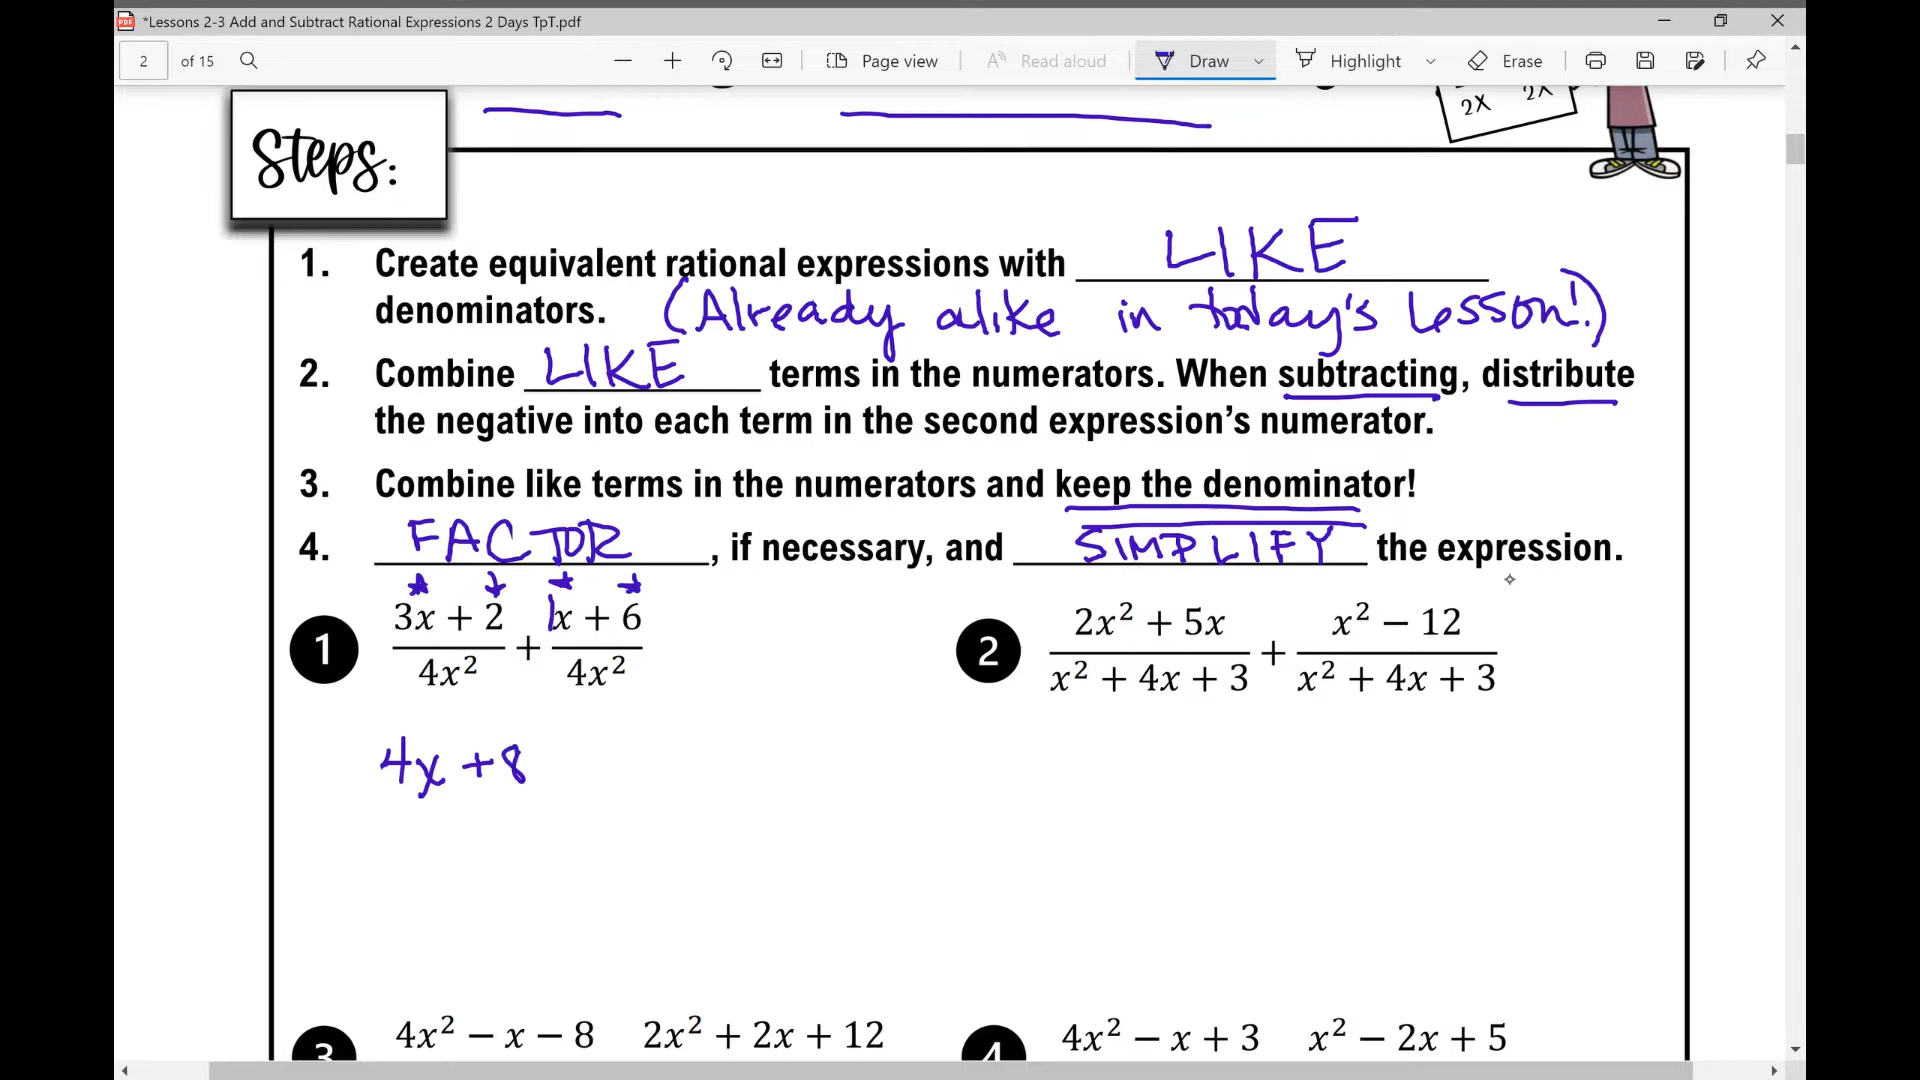 *Lessons 2-3 Add and Subtract Rational Expressions 2 Days TpT.pdf
2 of 15 Page view Read aloud Draw Highlight Erase
2X 2X
Steps:
1. Create equivalent rational expressions with LIKE
denominators. (Already alike in today's lesson!)
2. Combine LIKE terms in the numerators. When subtracting, distribute
the negative into each term in the second expression’s numerator.
3. Combine like terms in the numerators and keep the denominator!
4. FACTOR, if necessary, and SIMPLIFY the expression.
1 (3x + 2)/(4x²) + (1x + 6)/(4x²)
2 (2x² + 5x)/(x² + 4x + 3) + (x² − 12)/(x² + 4x + 3)
4x + 8
3 4x² − x − 8 2x² + 2x + 12
4 4x² − x + 3 x² − 2x + 5